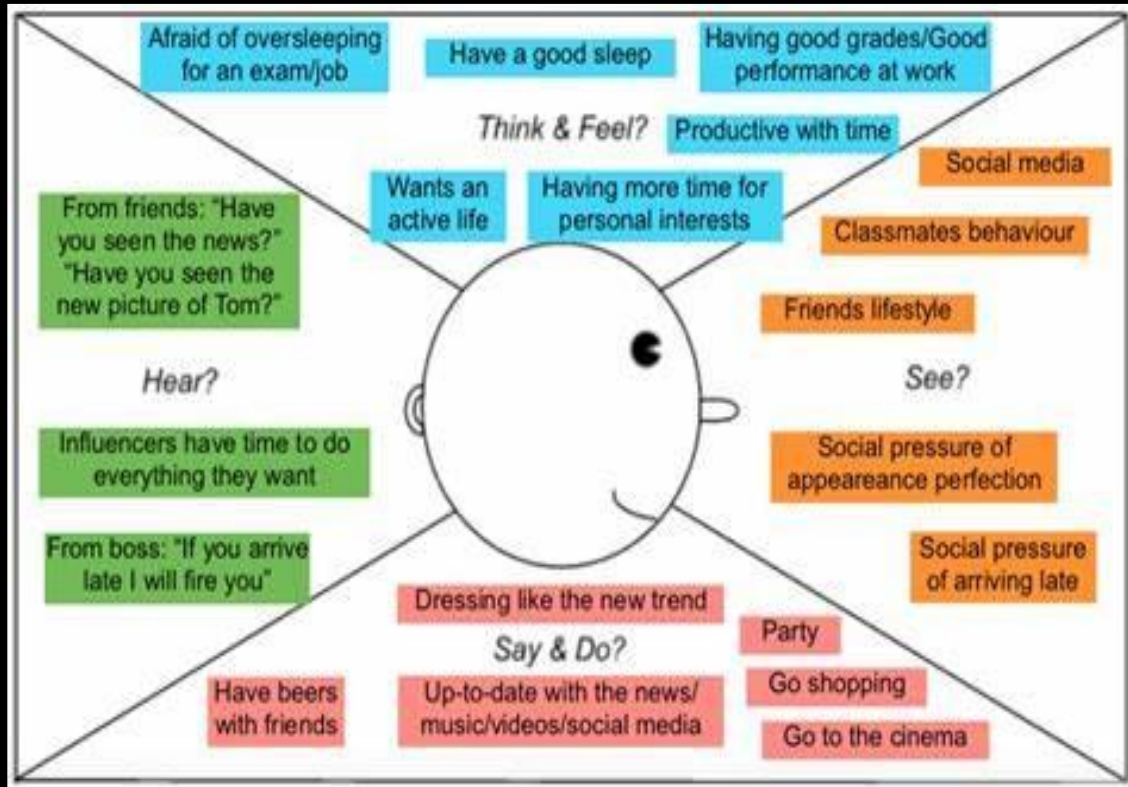 Afraid of oversleeping
for an exam/job
Have a good sleep
Having good grades/Good
performance at work
Think & Feel?
Productive with time
Wants an
active life
Having more time for
personal interests
Social media
Classmates behaviour
Friends lifestyle
See?
Social pressure of
appeareance perfection
Social pressure
of arriving late
From friends: “Have
you seen the news?”
“Have you seen the
new picture of Tom?”
Hear?
Influencers have time to do
everything they want
From boss: “If you arrive
late I will fire you”
Dressing like the new trend
Say & Do?
Party
Have beers
with friends
Up-to-date with the news/
music/videos/social media
Go shopping
Go to the cinema